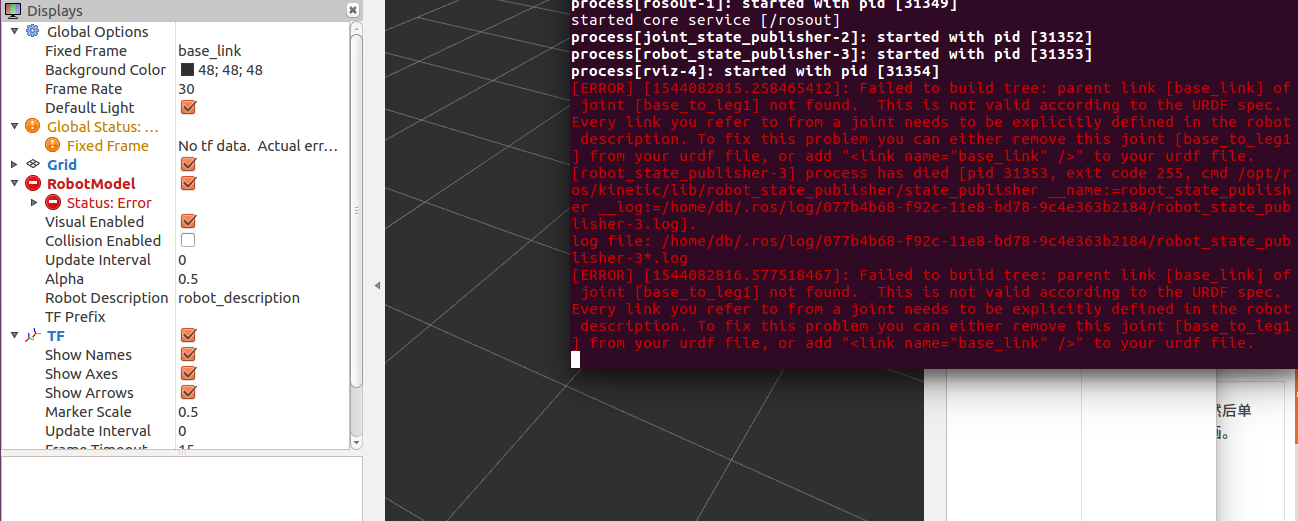 Displays
Global Options
Fixed Frame base_link
Background Color 48; 48; 48
Frame Rate 30
Default Light
Global Status: ...
Fixed Frame No tf data. Actual err...
Grid
RobotModel
Status: Error
Visual Enabled
Collision Enabled
Update Interval 0
Alpha 0.5
Robot Description robot_description
TF Prefix
TF
Show Names
Show Axes
Show Arrows
Marker Scale 0.5
Update Interval 0
Frame Timeout 15
process[rosout-1]: started with pid [31349]
started core service [/rosout]
process[joint_state_publisher-2]: started with pid [31352]
process[robot_state_publisher-3]: started with pid [31353]
process[rviz-4]: started with pid [31354]
[ERROR] [1544082815.258465412]: Failed to build tree: parent link [base_link] of
joint [base_to_leg1] not found.  This is not valid according to the URDF spec.
Every link you refer to from a joint needs to be explicitly defined in the robot
description. To fix this problem you can either remove this joint [base_to_leg1
] from your urdf file, or add "<link name="base_link" />" to your urdf file.
[robot_state_publisher-3] process has died [pid 31353, exit code 255, cmd /opt/r
os/kinetic/lib/robot_state_publisher/state_publisher __name:=robot_state_publish
er __log:=/home/db/.ros/log/077b4b68-f92c-11e8-bd78-9c4e363b2184/robot_state_pub
lisher-3.log].
log file: /home/db/.ros/log/077b4b68-f92c-11e8-bd78-9c4e363b2184/robot_state_pub
lisher-3*.log
[ERROR] [1544082816.577518467]: Failed to build tree: parent link [base_link] of
joint [base_to_leg1] not found.  This is not valid according to the URDF spec.
Every link you refer to from a joint needs to be explicitly defined in the robot
description. To fix this problem you can either remove this joint [base_to_leg1
] from your urdf file, or add "<link name="base_link" />" to your urdf file.
然后单
。